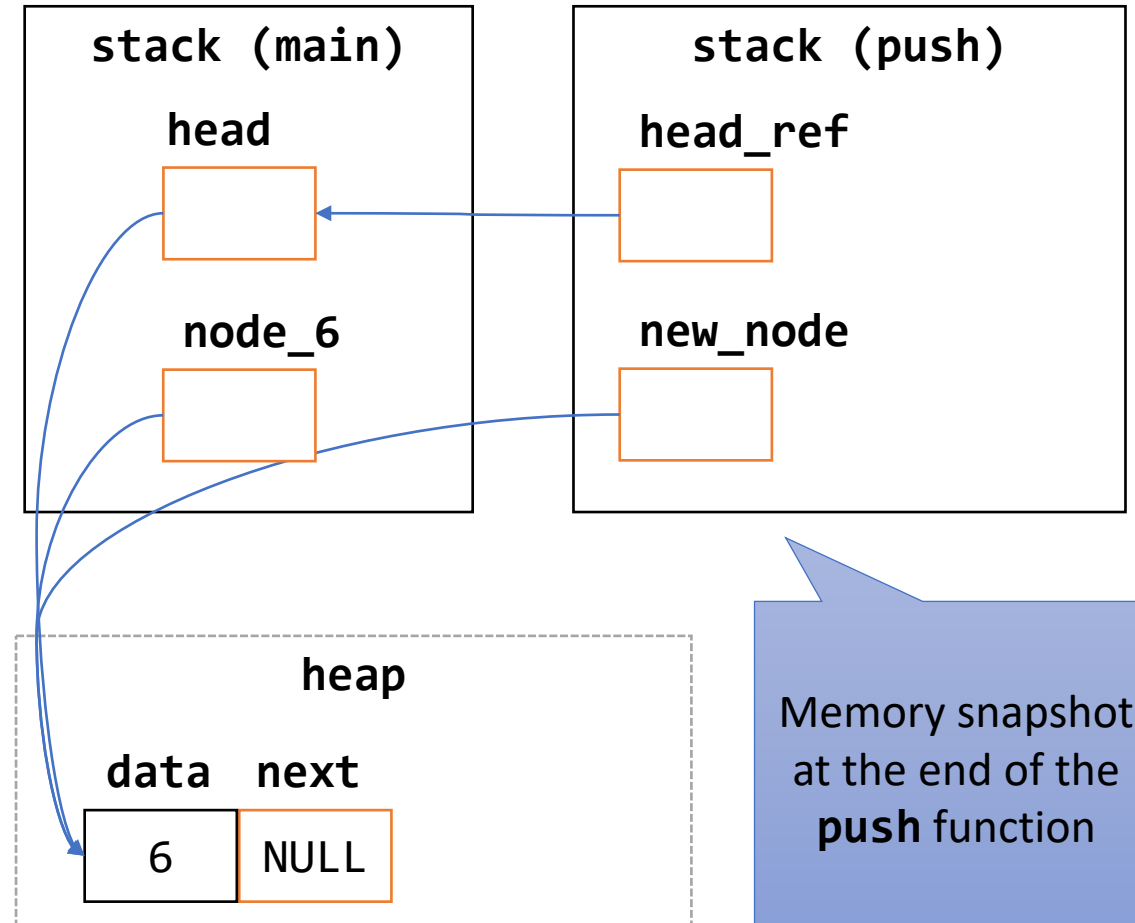 stack (main)
stack (push)
head
head_ref
node_6
new_node
heap
data next
6 NULL
Memory snapshot
at the end of the
push function